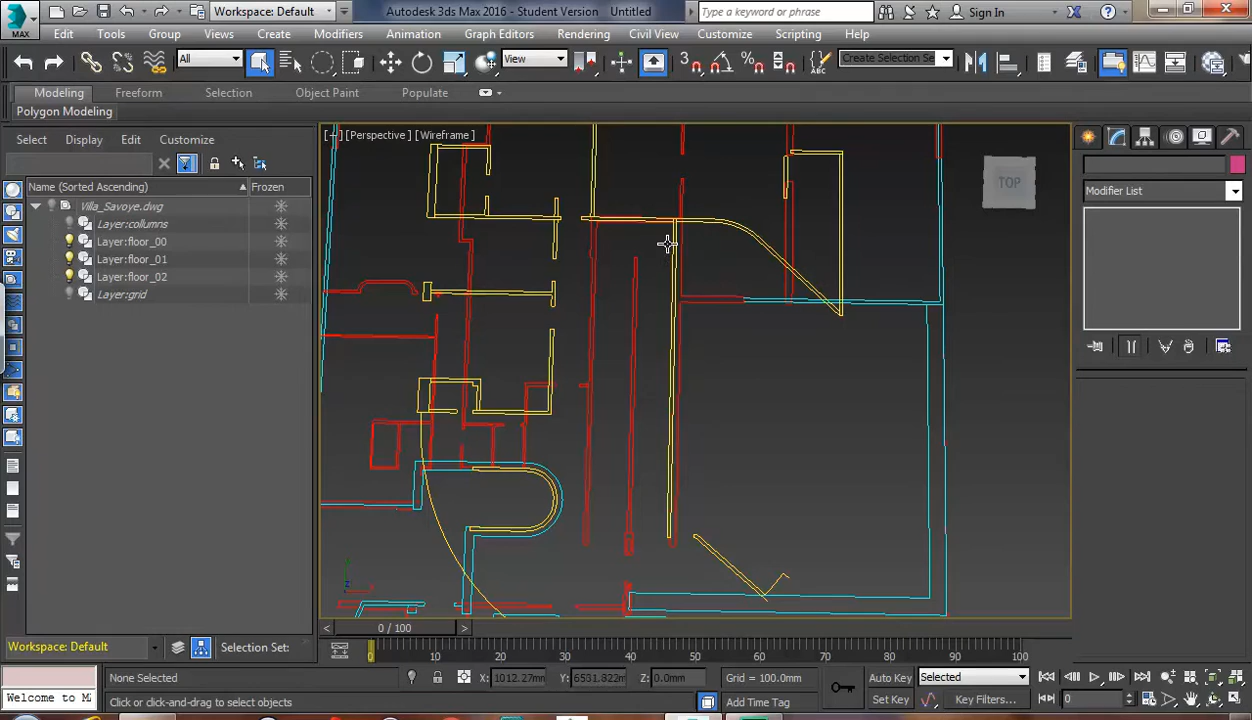 MAX
Workspace: Default
Autodesk 3ds Max 2016 - Student Version    Untitled
Type a keyword or phrase
Sign In
Edit Tools Group Views Create Modifiers Animation Graph Editors Rendering Civil View Customize Scripting Help
All
View
3
%
Create Selection Se
Modeling Freeform Selection Object Paint Populate
Polygon Modeling
Select Display Edit Customize
[+] [Perspective] [Wireframe]
TOP
Name (Sorted Ascending)
Frozen
Modifier List
Villa_Savoye.dwg
Layer:collumns
Layer:floor_00
Layer:floor_01
Layer:floor_02
Layer:grid
< 0 / 100 >
Workspace: Default
Selection Set:
0 10 20 30 40 50 60 70 80 90 100
None Selected
X: 1012.27mm
Y: 6531.822m
Z: 0.0mm
Grid = 100.0mm
Auto Key
Selected
Welcome to M
Click or click-and-drag to select objects
Add Time Tag
Set Key
Key Filters...
0